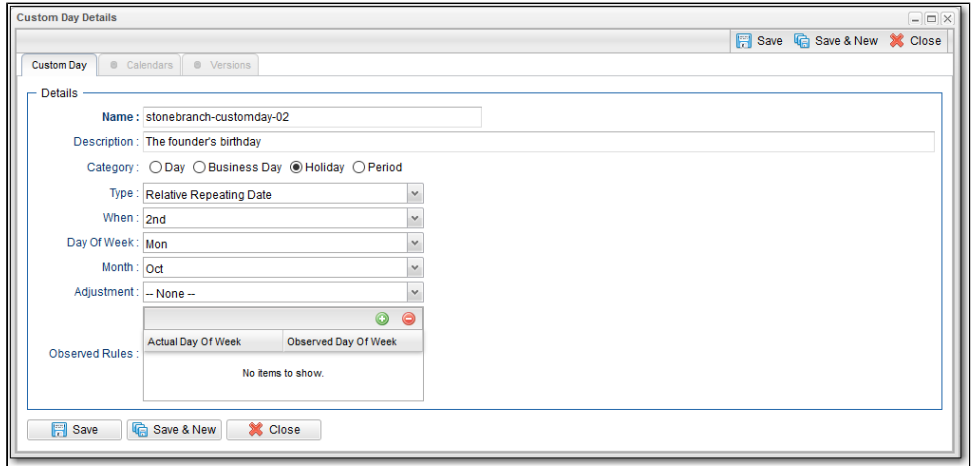 Custom Day Details
Save Save & New Close
Custom Day Calendars Versions
Details
Name : stonebranch-customday-02
Description : The founder's birthday
Category : Day Business Day Holiday Period
Type : Relative Repeating Date
When : 2nd
Day Of Week : Mon
Month : Oct
Adjustment : -- None --
Actual Day Of Week Observed Day Of Week
Observed Rules :
No items to show.
Save Save & New Close